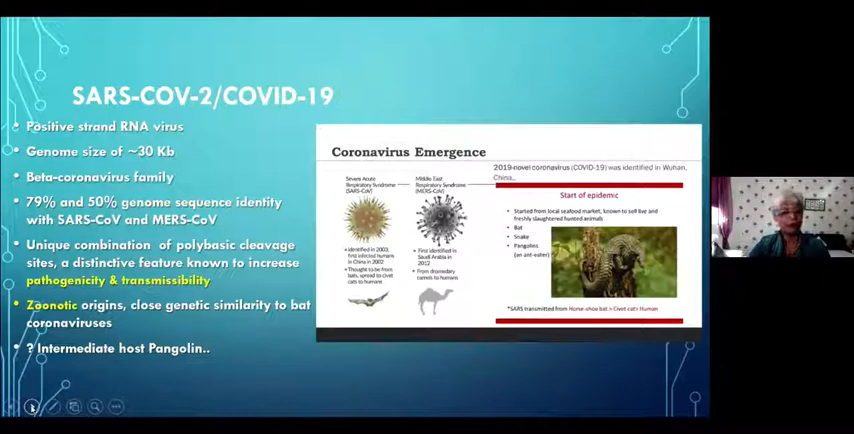 SARS-COV-2/COVID-19
• Positive strand RNA virus
• Genome size of ~30 Kb
• Beta-coronavirus family
• 79% and 50% genome sequence identity
with SARS-CoV and MERS-CoV
• Unique combination of polybasic cleavage
sites, a distinctive feature known to increase
pathogenicity & transmissibility
• Zoonotic origins, close genetic similarity to bat
coronaviruses
• ? Intermediate host Pangolin..
Coronavirus Emergence
Severe Acute
Respiratory Syndrome
(SARS-CoV)
• Identified in 2003;
first infected humans
in China in 2002
• Thought to be from
bats, spread to civet
cats to humans
Middle East
Respiratory Syndrome
(MERS-CoV)
• First identified in
Saudi Arabia in
2012
• From dromedary
camels to humans
2019-novel coronavirus (COVID-19) was identified in Wuhan,
China..
Start of epidemic
• Started from local seafood market, known to sell live and
freshly slaughtered hunted animals
• Bat
• Snake
• Pangolins
(an ant-eater)
*SARS transmitted from Horse-shoe bat > Civet cat> Human